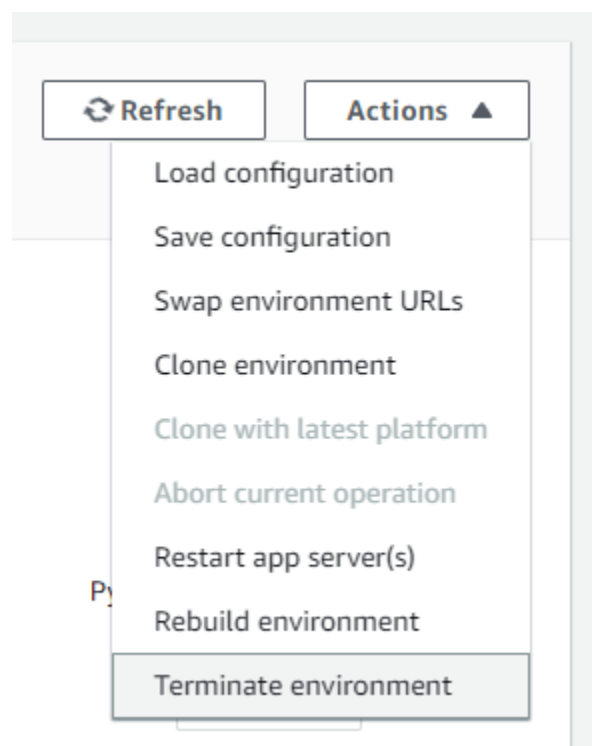 Refresh
Actions
Load configuration
Save configuration
Swap environment URLs
Clone environment
Clone with latest platform
Abort current operation
Restart app server(s)
Py
Rebuild environment
Terminate environment